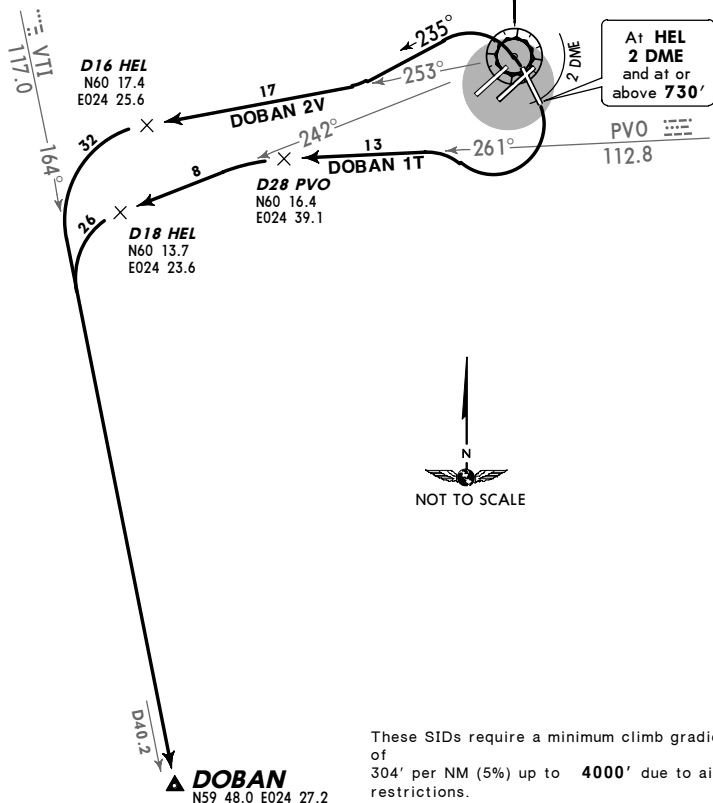 VTI
117.0
164°
D16 HEL
N60 17.4
E024 25.6
32
17
DOBAN 2V
235°
253°
242°
2 DME
At HEL
2 DME
and at or
above 730'
PVO
112.8
261°
13
DOBAN 1T
8
D28 PVO
N60 16.4
E024 39.1
26
D18 HEL
N60 13.7
E024 23.6
N
NOT TO SCALE
D40.2
DOBAN
N59 48.0 E024 27.2
These SIDs require a minimum climb
of
304' per NM (5%) up to 4000' due to
restrictions.